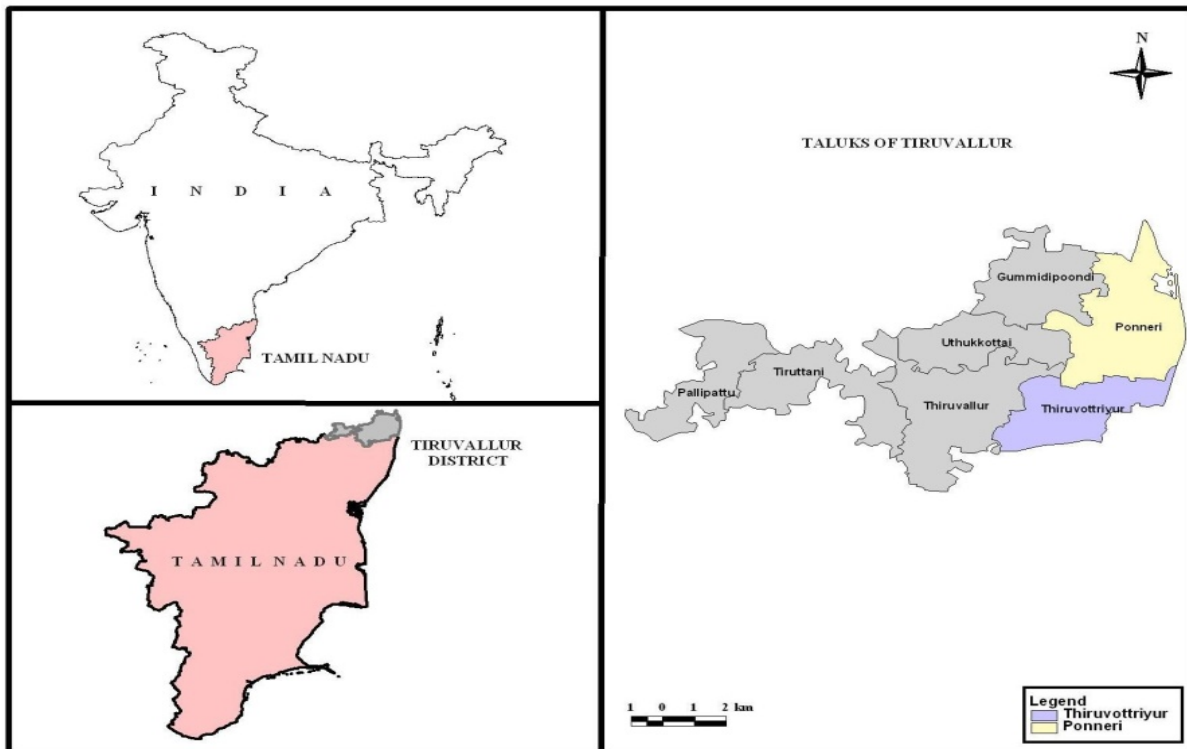 I N D I A
TAMIL NADU
TIRUVALLUR
DISTRICT
T A M I L N A D U
N
TALUKS OF TIRUVALLUR
Gummidipoondi
Ponneri
Uthukkottai
Tiruttani
Pallipattu
Thiruvallur
Thiruvottriyur
1 0 1 2 km
Legend
Thiruvottriyur
Ponneri